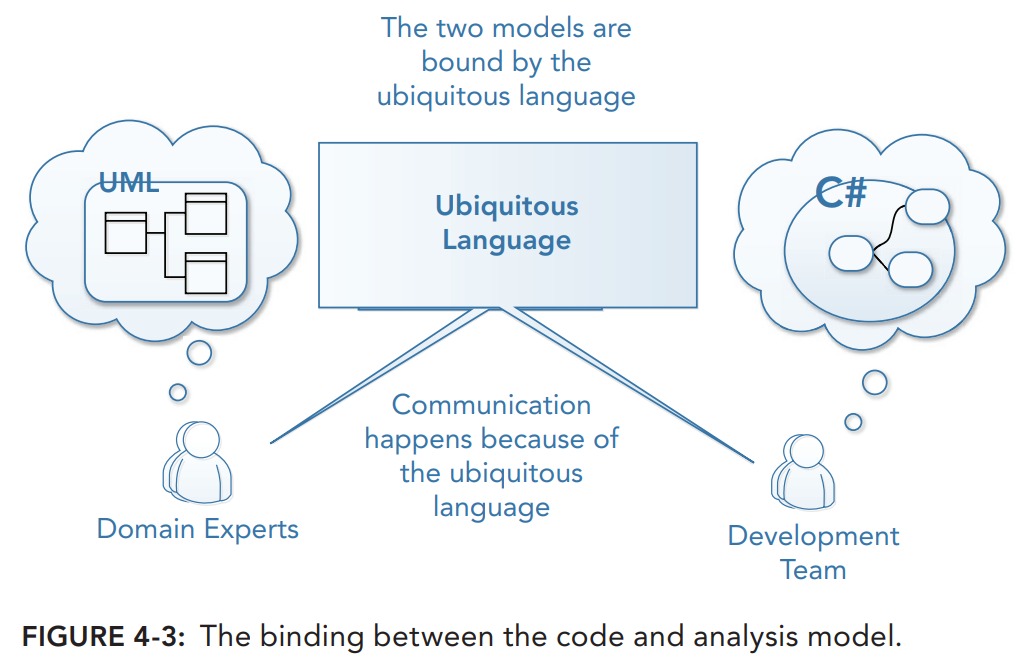 The two models are
bound by the
ubiquitous language
UML
Ubiquitous
Language
C#
Communication
happens because of
the ubiquitous
language
Domain Experts
Development
Team
FIGURE 4-3: The binding between the code and analysis model.